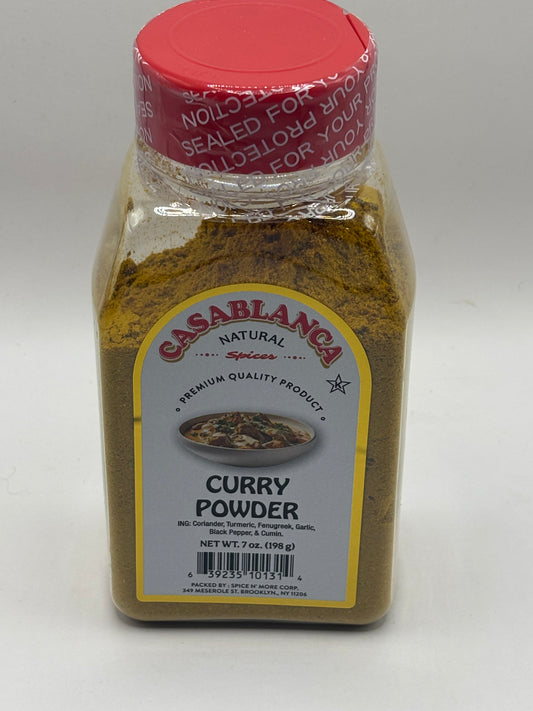 SEALED FOR YOUR
PROTECTION
CASABLANCA
NATURAL
Spices
PREMIUM QUALITY PRODUCT
K
CURRY
POWDER
ING: Coriander, Turmeric, Fenugreek, Garlic,
Black Pepper, & Cumin.
NET WT. 7 oz. (198 g)
6 39235 10131 4
PACKED BY : SPICE N' MORE CORP.
349 MESEROLE ST. BROOKLYN., NY 11206